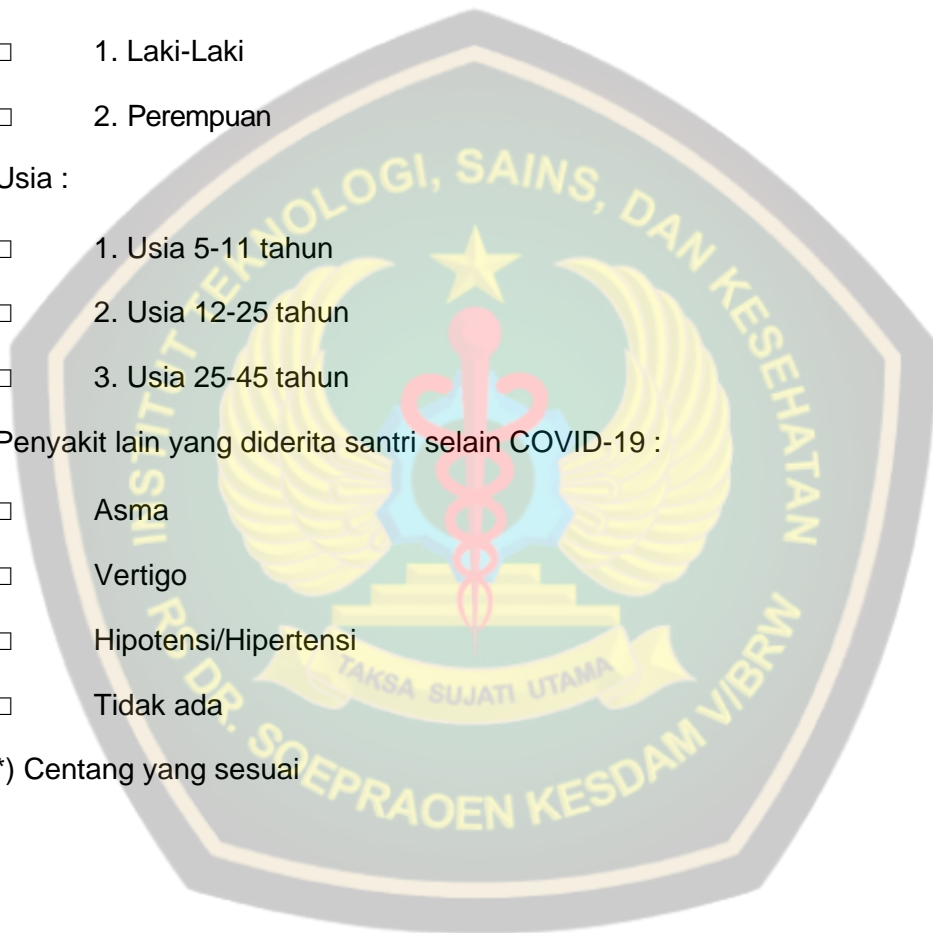 □ 1. Laki-Laki
□ 2. Perempuan
Usia :
□ 1. Usia 5-11 tahun
□ 2. Usia 12-25 tahun
□ 3. Usia 25-45 tahun
Penyakit lain yang diderita santri selain COVID-19 :
□ Asma
□ Vertigo
□ Hipotensi/Hipertensi
□ Tidak ada
*) Centang yang sesuai
INSTITUT TEKNOLOGI, SAINS, DAN KESEHATAN
TAKSA SUJATI UTAMA
RS DR. SOEPRAOEN KESDAM V/BRW